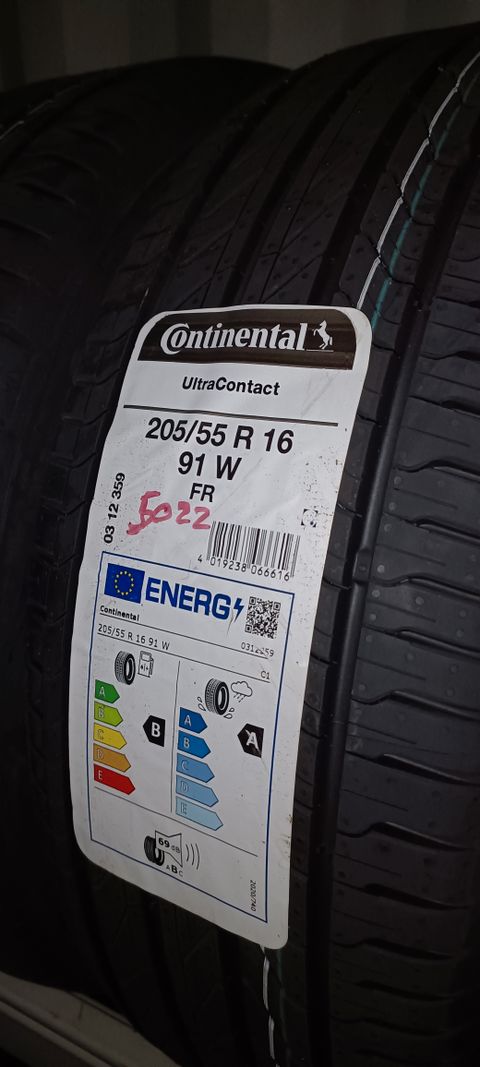 Continental
UltraContact
205/55 R 16
91 W
FR
03 12 359
5022
4 019238 066616
ENERG
Continental
205/55 R 16 91 W
0312359
C1
A
B
C
D
E
B
A
B
C
D
E
A
69 dB
ABC
2020/740